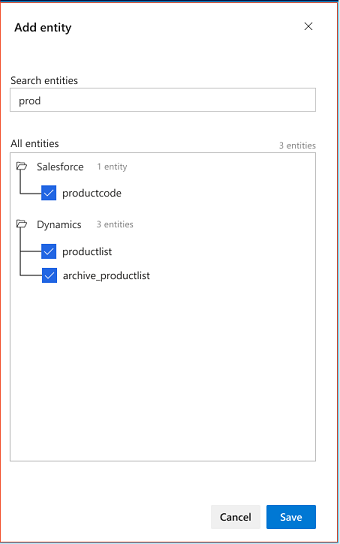 Add entity
Search entities
prod
All entities 3 entities
Salesforce 1 entity
productcode
Dynamics 3 entities
productlist
archive_productlist
Cancel Save